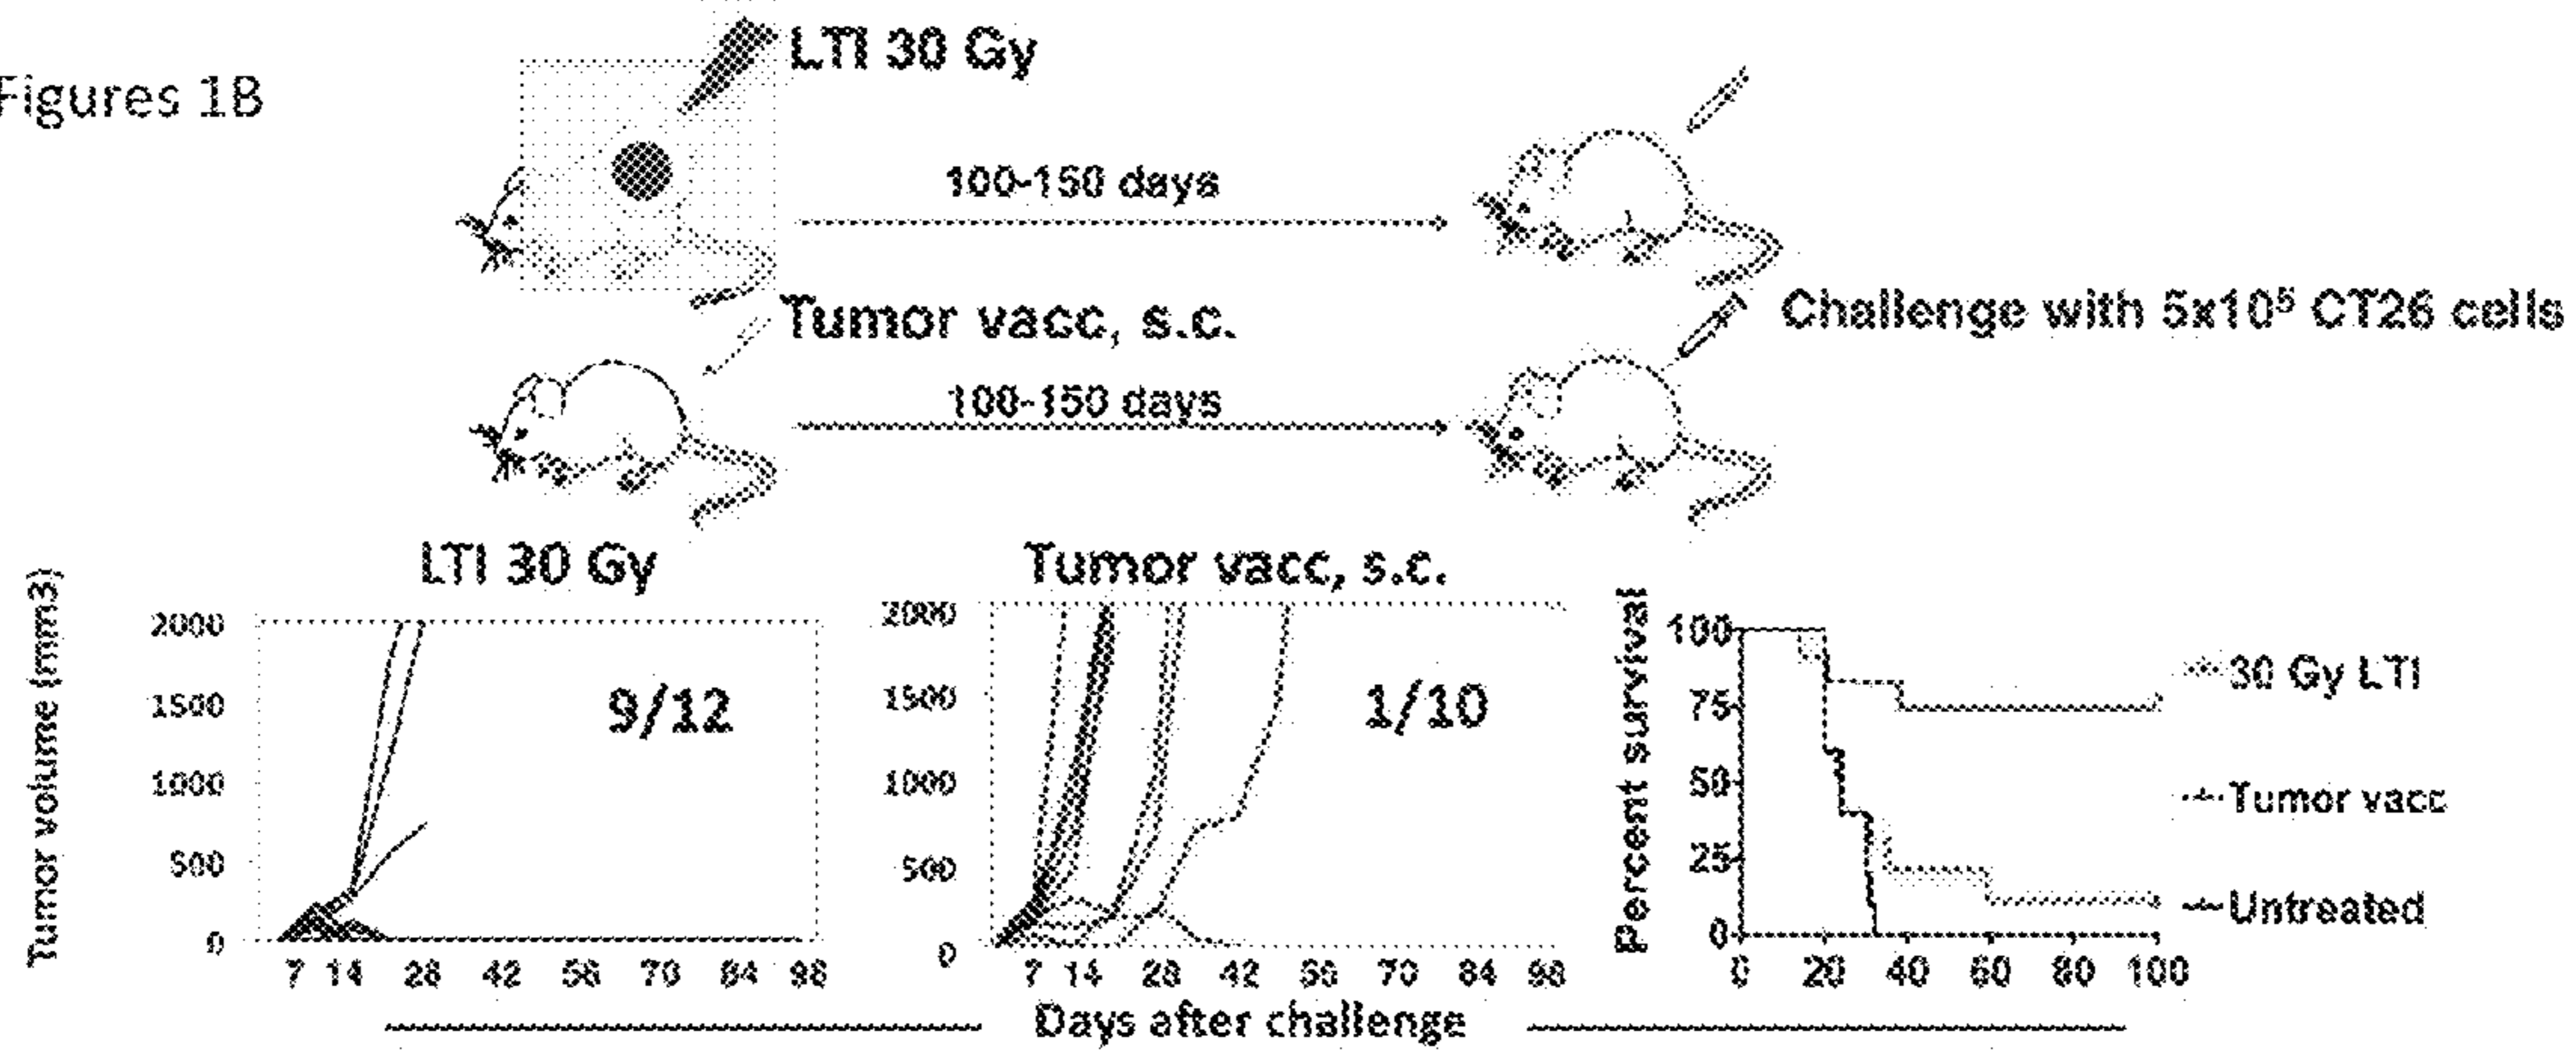 Figures 1B
LTI 30 Gy
100-150 days
Tumor vacc, s.c.
Challenge with 5x10⁵ CT26 cells
100-150 days
LTI 30 Gy
Tumor volume (mm3)
2000
1500
1000
500
0
9/12
7 14 28 42 56 70 84 98
Tumor vacc, s.c.
2000
1500
1000
500
0
1/10
7 14 28 42 56 70 84 98
Percent survival
100
75
50
25
0
0 20 40 60 80 100
30 Gy LTI
Tumor vacc
Untreated
Days after challenge